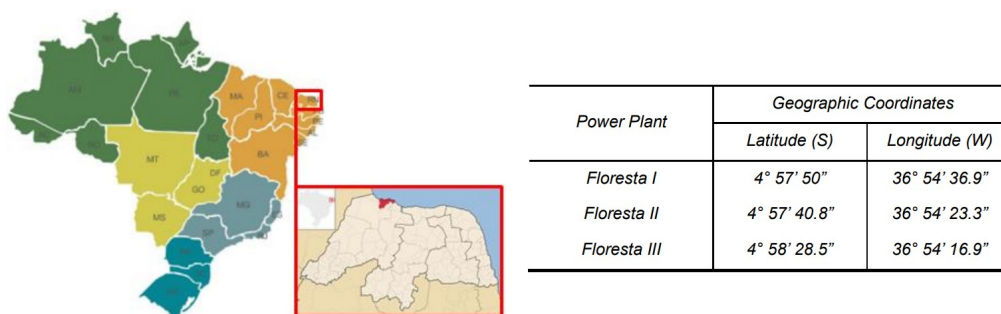 AM
PA
MA
CE
RN
PI
TO
BA
MT
DF
GO
MG
MS
SP
Power Plant
Geographic Coordinates
Latitude (S)
Longitude (W)
Floresta I
4° 57’ 50”
36° 54’ 36.9”
Floresta II
4° 57’ 40.8”
36° 54’ 23.3”
Floresta III
4° 58’ 28.5”
36° 54’ 16.9”